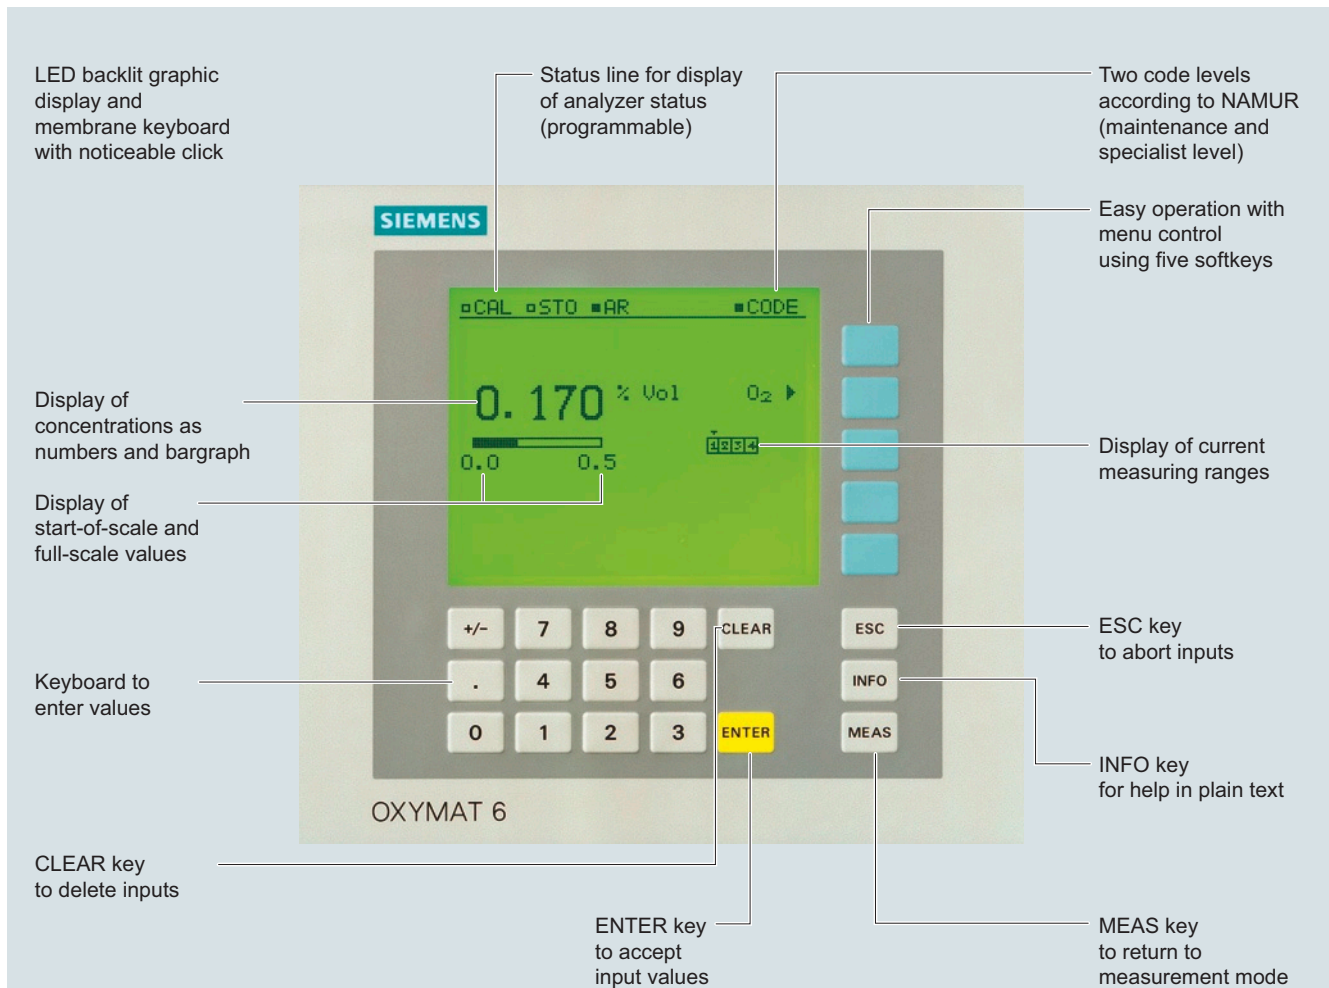 LED backlit graphic
display and
membrane keyboard
with noticeable click
Status line for display
of analyzer status
(programmable)
Two code levels
according to NAMUR
(maintenance and
specialist level)
Easy operation with
menu control
using five softkeys
SIEMENS
CAL STO AR CODE
0.170 % Vol O₂
1 2 3 4
0.0 0.5
Display of
concentrations as
numbers and bargraph
Display of current
measuring ranges
Display of
start-of-scale and
full-scale values
+/- 7 8 9 CLEAR ESC
. 4 5 6 INFO
0 1 2 3 ENTER MEAS
ESC key
to abort inputs
Keyboard to
enter values
INFO key
for help in plain text
OXYMAT 6
CLEAR key
to delete inputs
ENTER key
to accept
input values
MEAS key
to return to
measurement mode